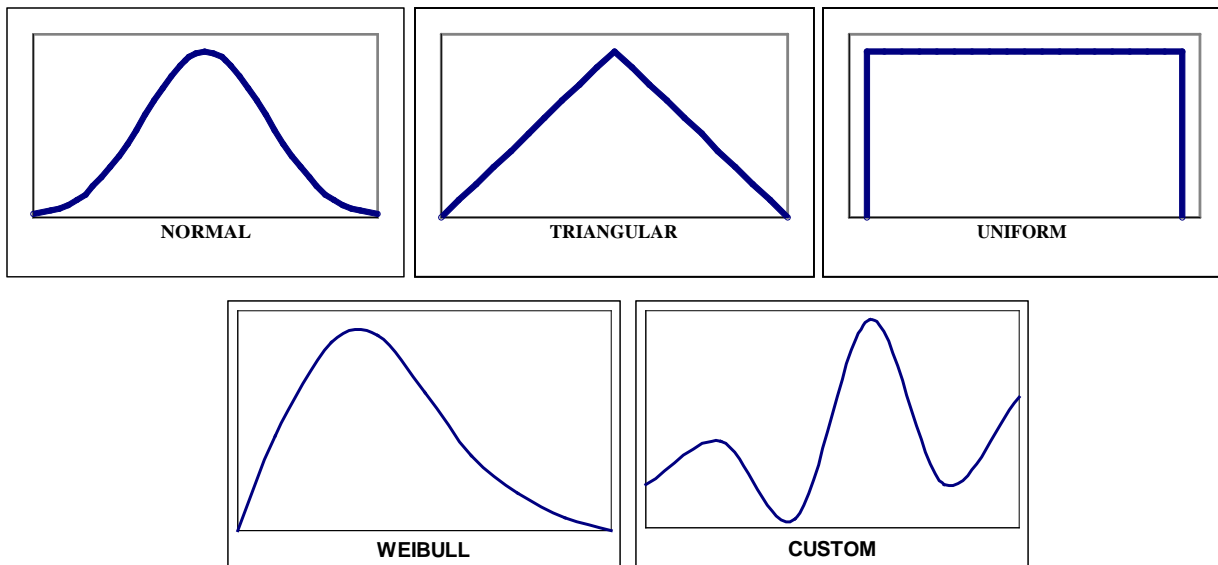 NORMAL
TRIANGULAR
UNIFORM
WEIBULL
CUSTOM